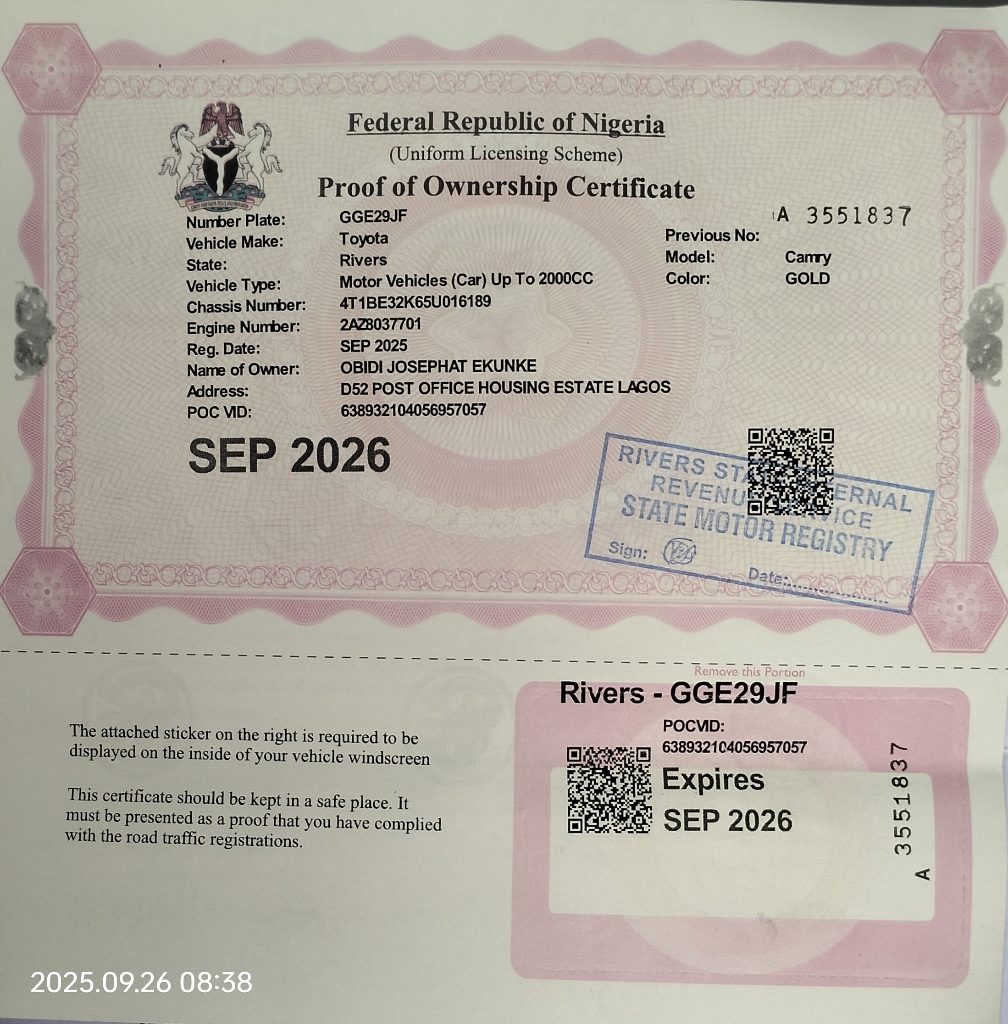 Federal Republic of Nigeria
(Uniform Licensing Scheme)
Proof of Ownership Certificate
A 3551837
Number Plate: GGE29JF
Previous No:
Vehicle Make: Toyota
Model: Camry
State: Rivers
Color: GOLD
Vehicle Type: Motor Vehicles (Car) Up To 2000CC
Chassis Number: 4T1BE32K65U016189
Engine Number: 2AZ8037701
Reg. Date: SEP 2025
Name of Owner: OBIDI JOSEPHAT EKUNKE
Address: D52 POST OFFICE HOUSING ESTATE LAGOS
POC VID: 638932104056957057
SEP 2026
RIVERS STATE INTERNAL
REVENUE SERVICE
STATE MOTOR REGISTRY
Sign:
Date:
Remove this Portion
Rivers - GGE29JF
POCVID:
638932104056957057
Expires
SEP 2026
A 3551837
The attached sticker on the right is required to be
displayed on the inside of your vehicle windscreen
This certificate should be kept in a safe place. It
must be presented as a proof that you have complied
with the road traffic registrations.
2025.09.26 08:38